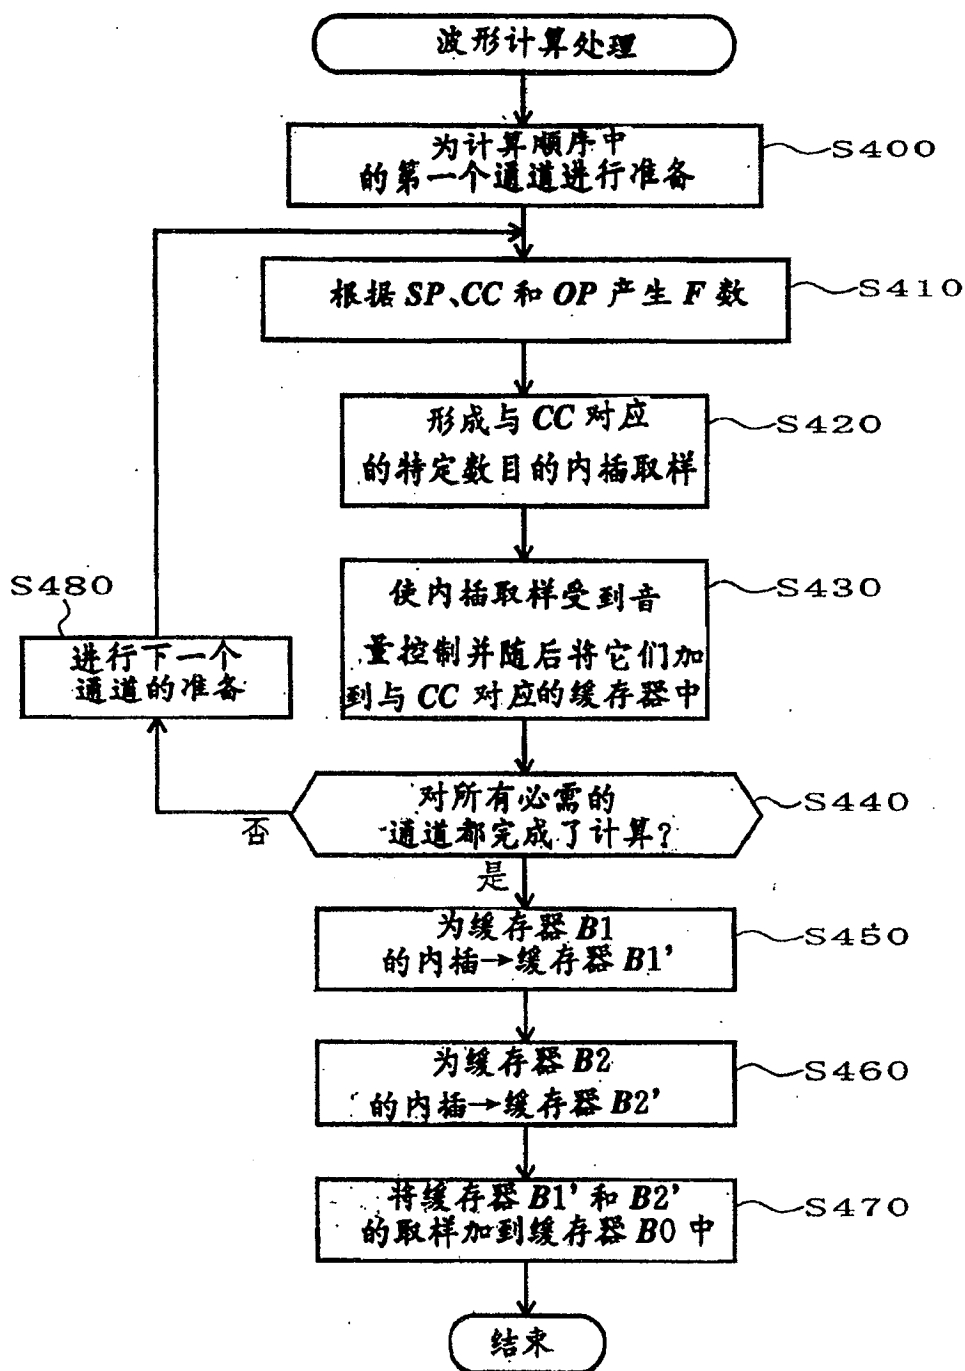 波形计算处理
为计算顺序中
的第一个通道进行准备
S400
根据 SP、CC 和 OP 产生 F 数
S410
形成与 CC 对应
的特定数目的内插取样
S420
使内插取样受到音
量控制并随后将它们加
到与 CC 对应的缓存器中
S430
S480
进行下一个
通道的准备
对所有必需的
通道都完成了计算?
S440
否
是
为缓存器 B1
的内插→缓存器 B1'
S450
为缓存器 B2
的内插→缓存器 B2'
S460
将缓存器 B1' 和 B2'
的取样加到缓存器 B0 中
S470
结束